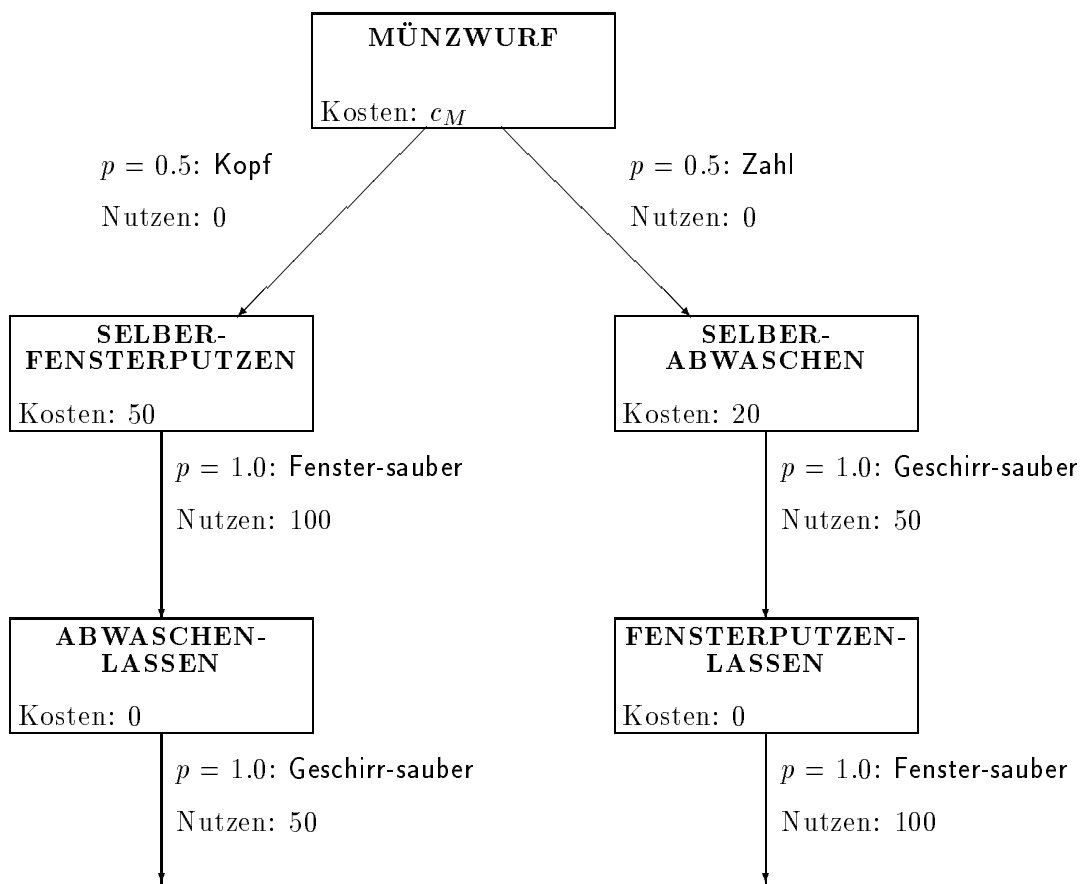 MÜNZWURF
Kosten: c_M
p = 0.5: Kopf
Nutzen: 0
p = 0.5: Zahl
Nutzen: 0
SELBER-
FENSTERPUTZEN
Kosten: 50
SELBER-
ABWASCHEN
Kosten: 20
p = 1.0: Fenster-sauber
Nutzen: 100
p = 1.0: Geschirr-sauber
Nutzen: 50
ABWASCHEN-
LASSEN
Kosten: 0
FENSTERPUTZEN-
LASSEN
Kosten: 0
p = 1.0: Geschirr-sauber
Nutzen: 50
p = 1.0: Fenster-sauber
Nutzen: 100